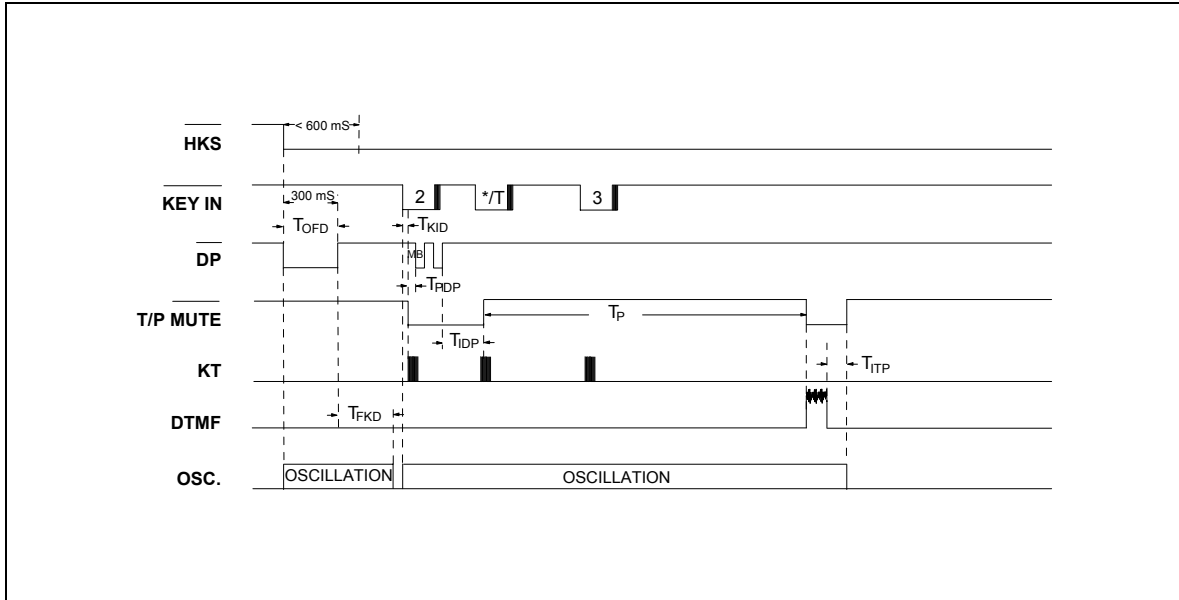 < 600 mS
HKS
KEY IN
2
*/T
3
300 mS
TOFD
TKID
DP
MB
TPDP
T/P MUTE
TP
TIDP
KT
TITP
DTMF
TFKD
OSC.
OSCILLATION
OSCILLATION